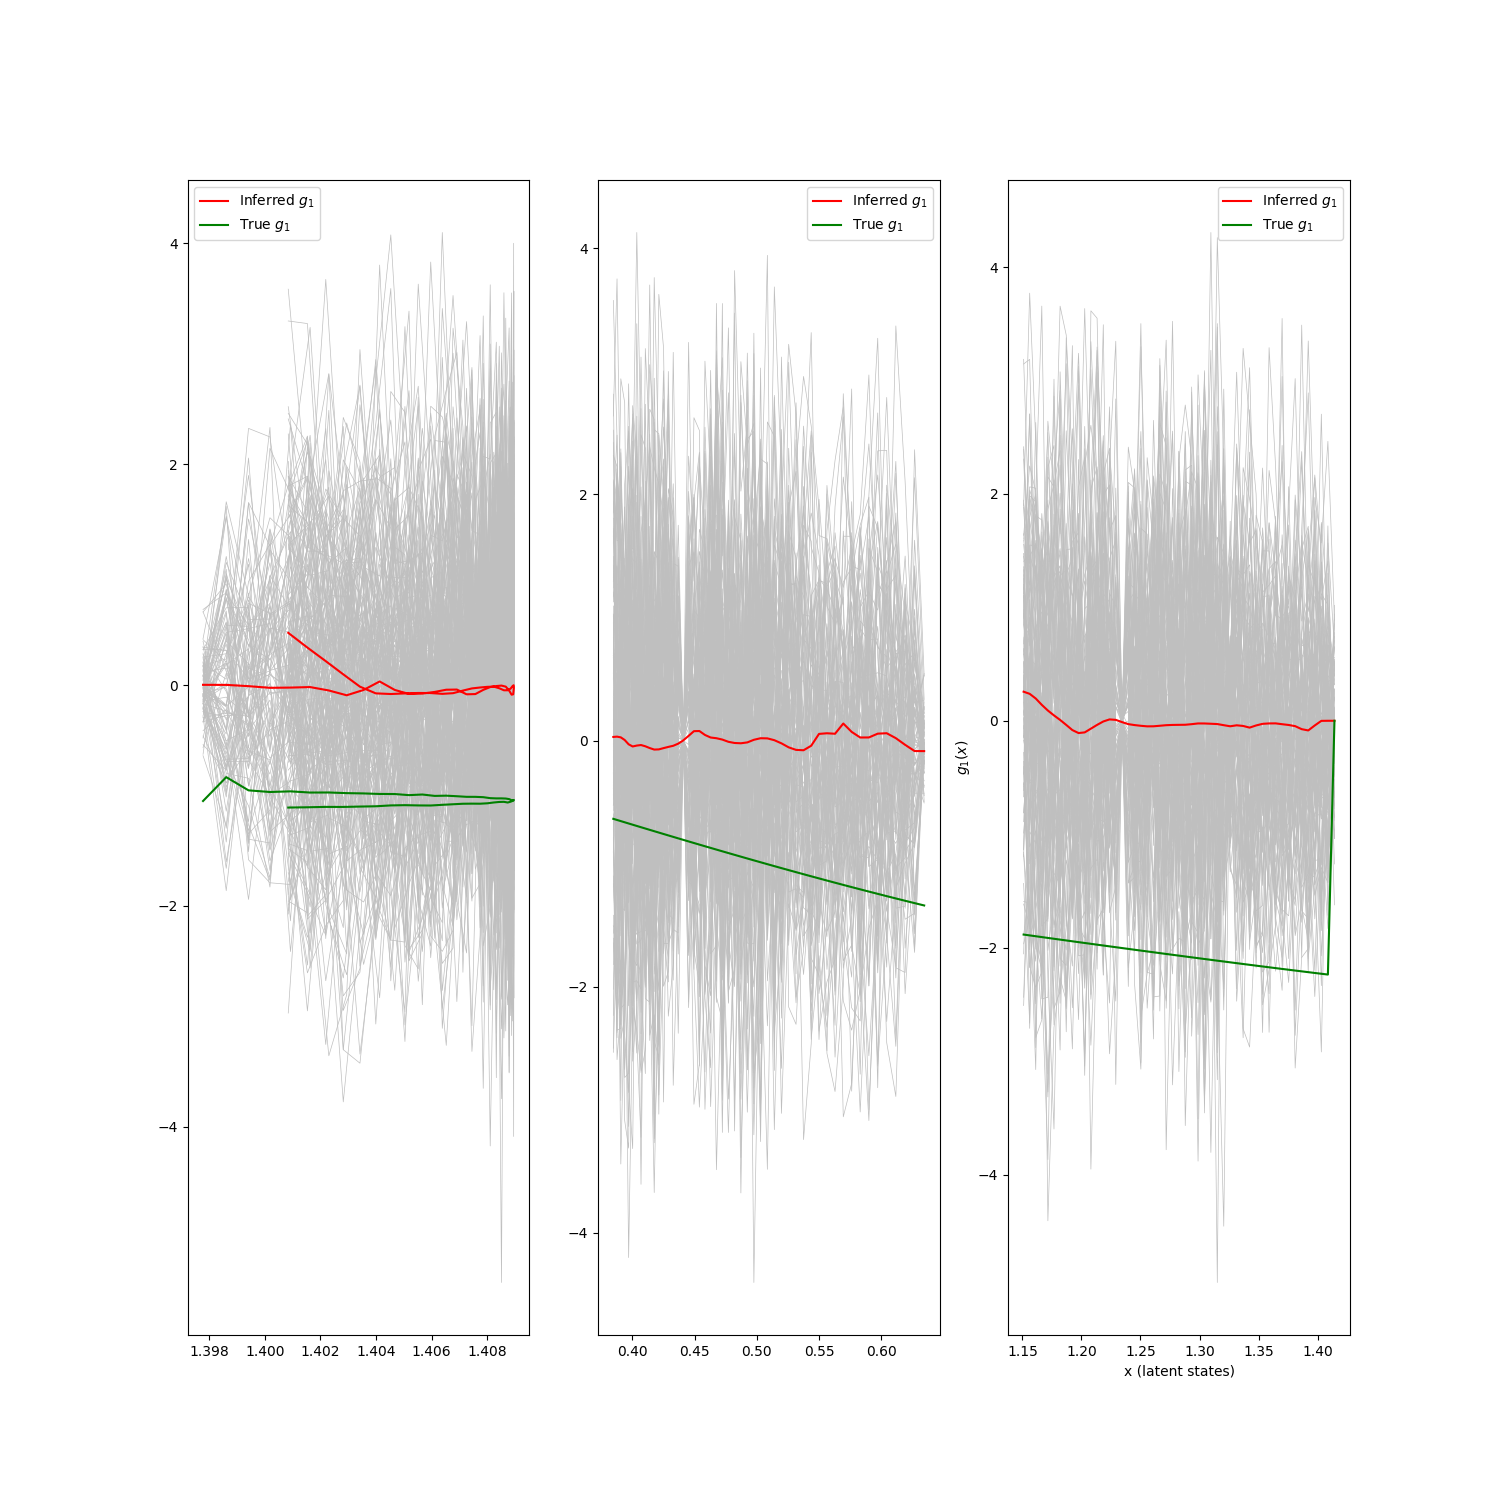 Inferred g₁
True g₁
4
2
0
−2
−4
1.398 1.400 1.402 1.404 1.406 1.408
Inferred g₁
True g₁
4
2
0
−2
−4
0.40 0.45 0.50 0.55 0.60
Inferred g₁
True g₁
4
2
0
−2
−4
g₁(x)
1.15 1.20 1.25 1.30 1.35 1.40
x (latent states)